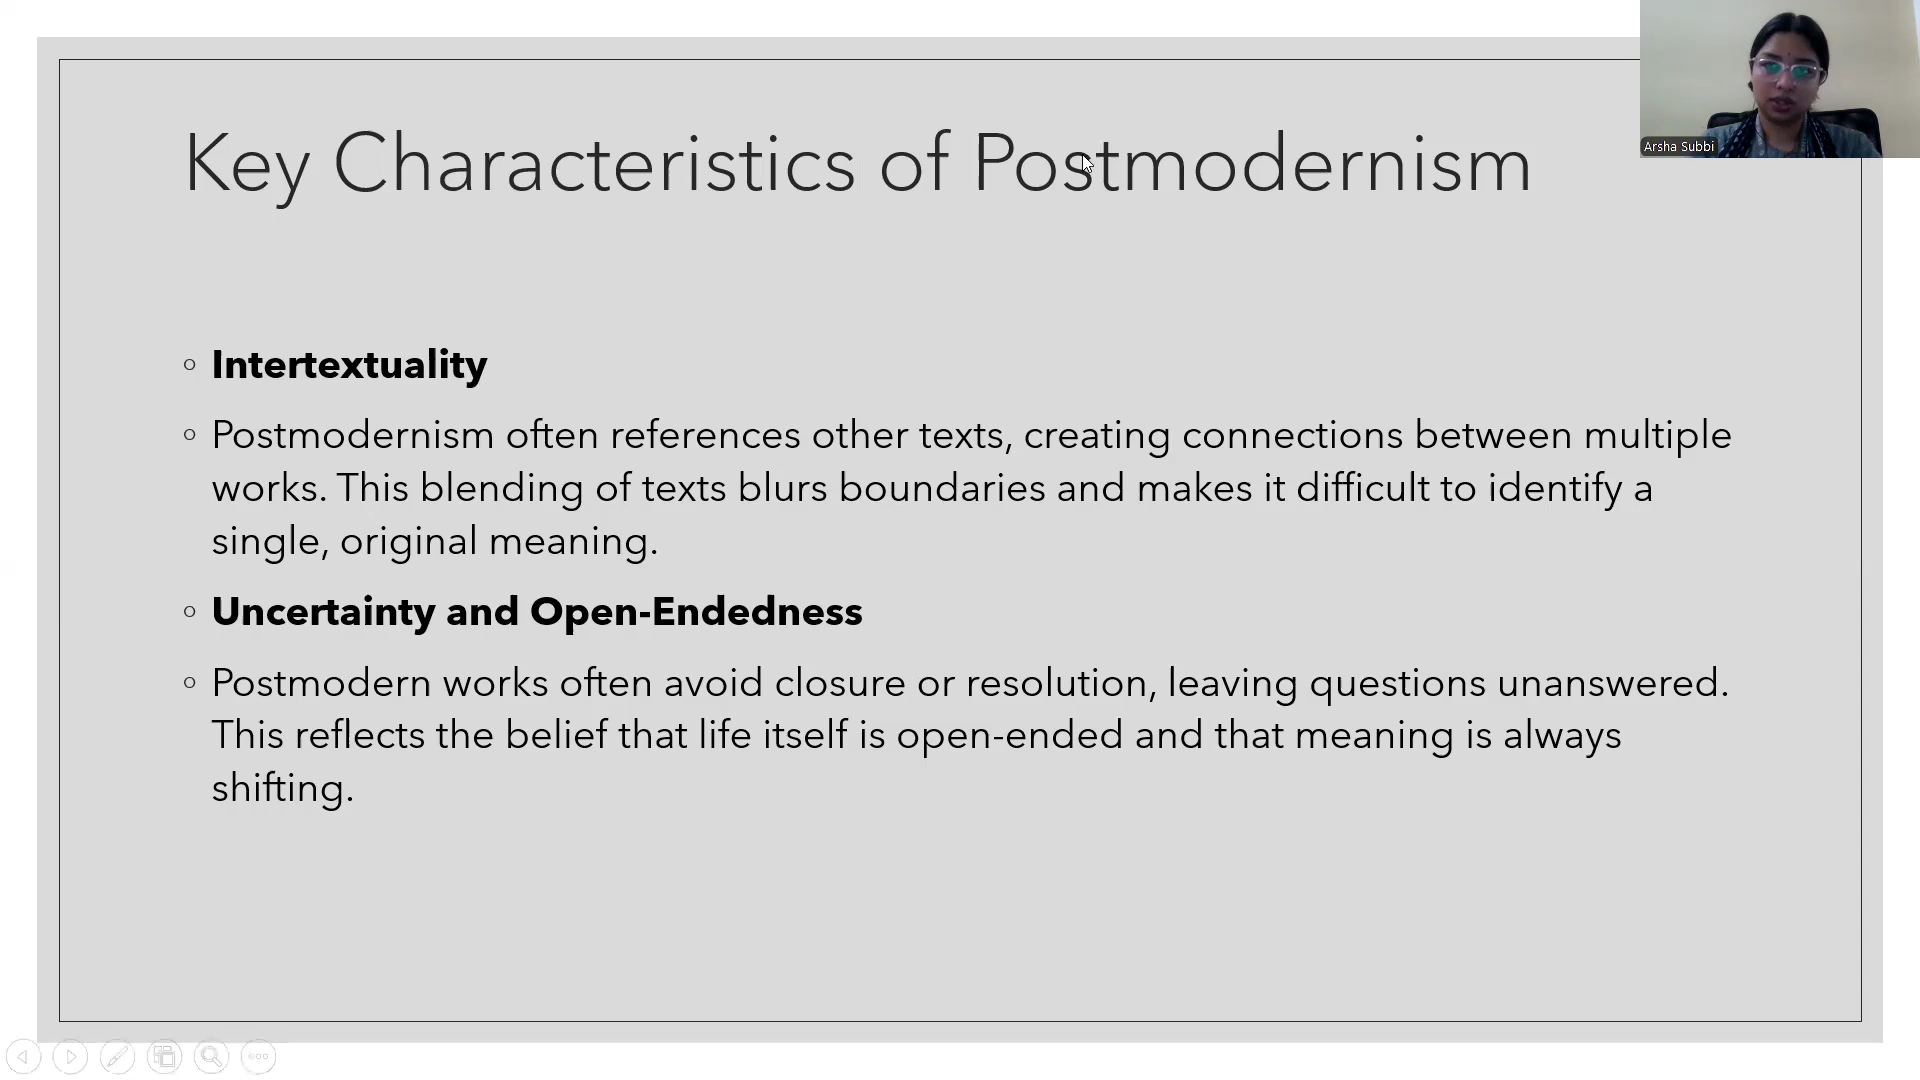 Key Characteristics of Postmodernism
Arsha Subbi
Intertextuality
Postmodernism often references other texts, creating connections between multiple
works. This blending of texts blurs boundaries and makes it difficult to identify a
single, original meaning.
Uncertainty and Open-Endedness
Postmodern works often avoid closure or resolution, leaving questions unanswered.
This reflects the belief that life itself is open-ended and that meaning is always
shifting.